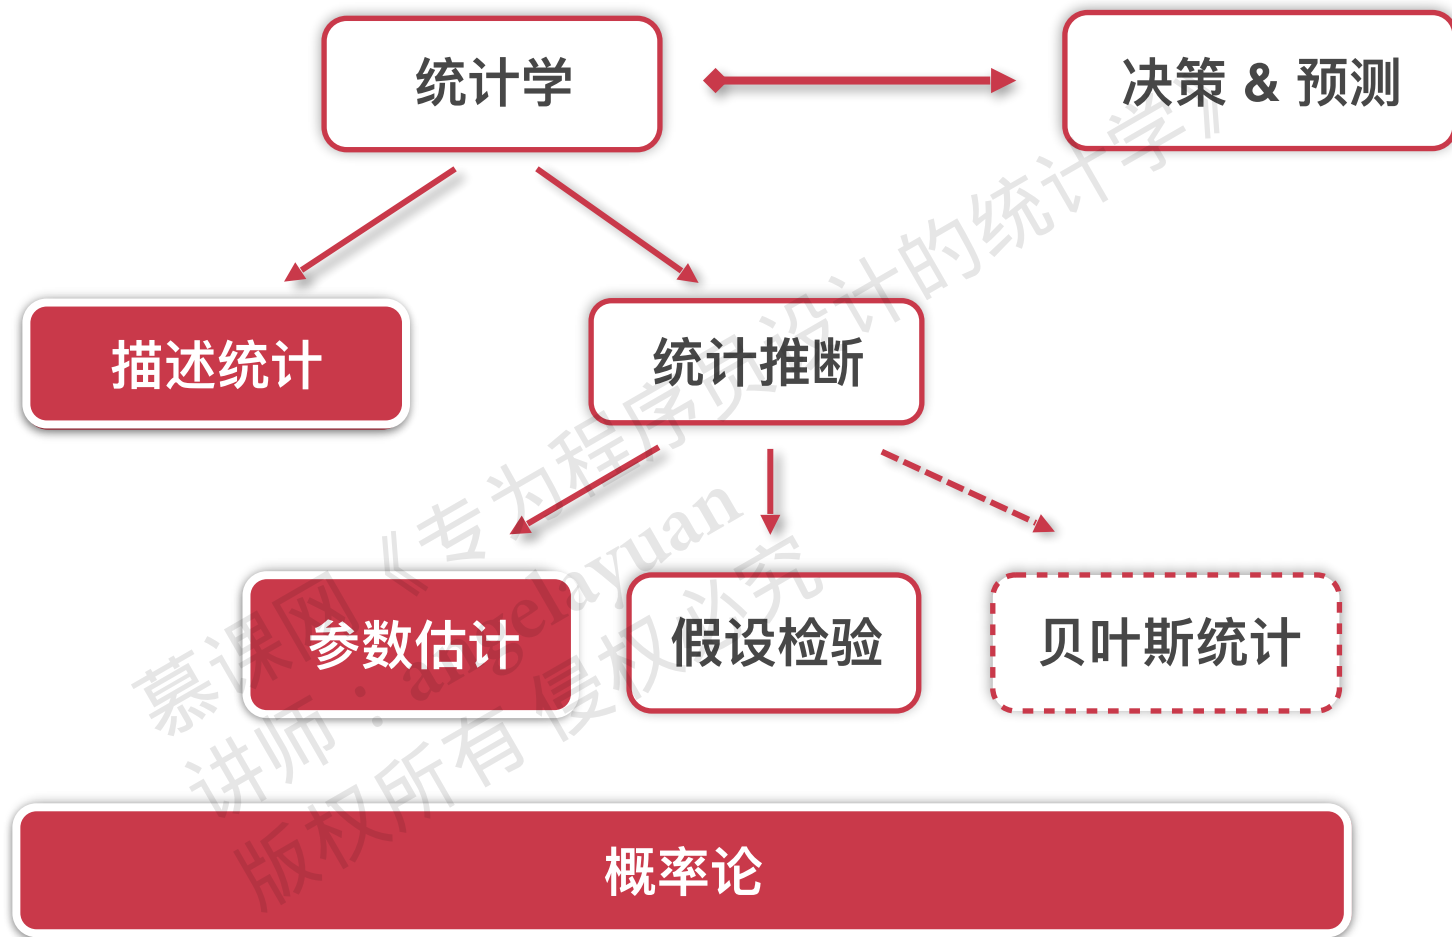 统计学
决策 & 预测
描述统计
统计推断
参数估计
假设检验
贝叶斯统计
概率论
慕课网《专为程序员设计的统计学》
讲师：angelayuan
版权所有 侵权必究